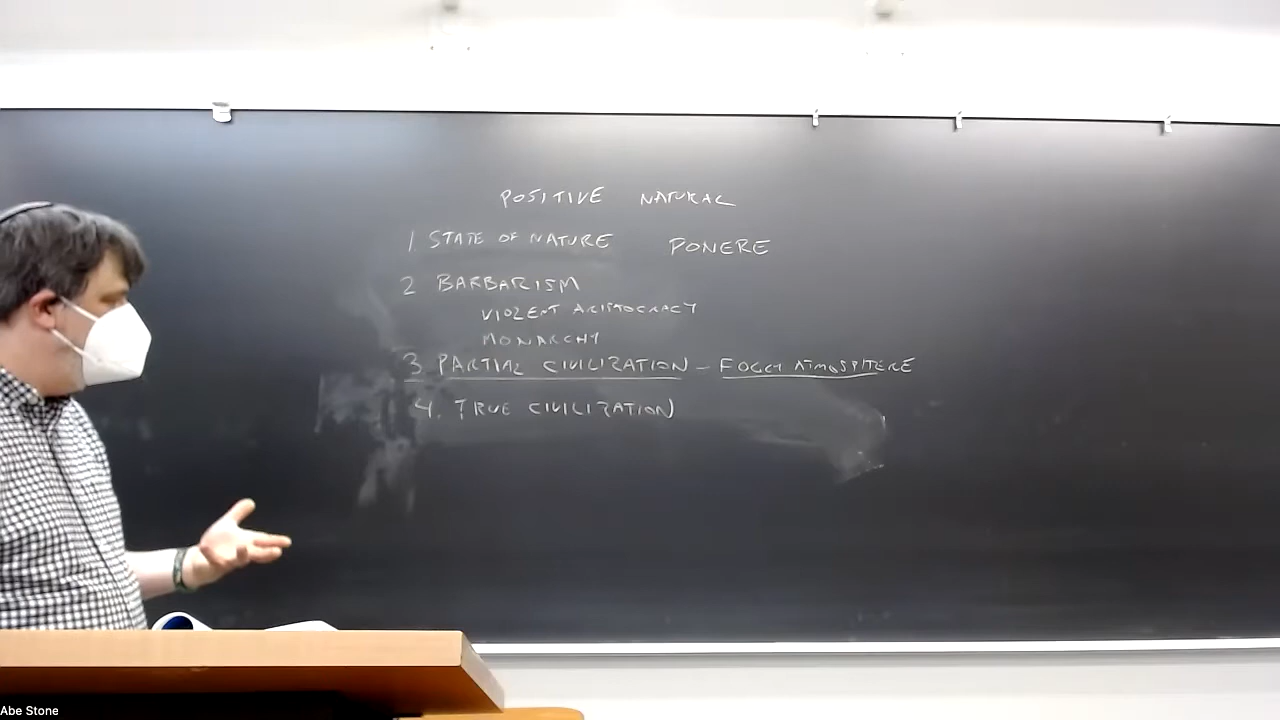 POSITIVE NATURAL
1 STATE OF NATURE PONERE
2 BARBARISM
VIOLENT ARISTOCRACY
MONARCHY
3. PARTIAL CIVILIZATION – FOGGY ATMOSPHERE
4. TRUE CIVILIZATION
Abe Stone